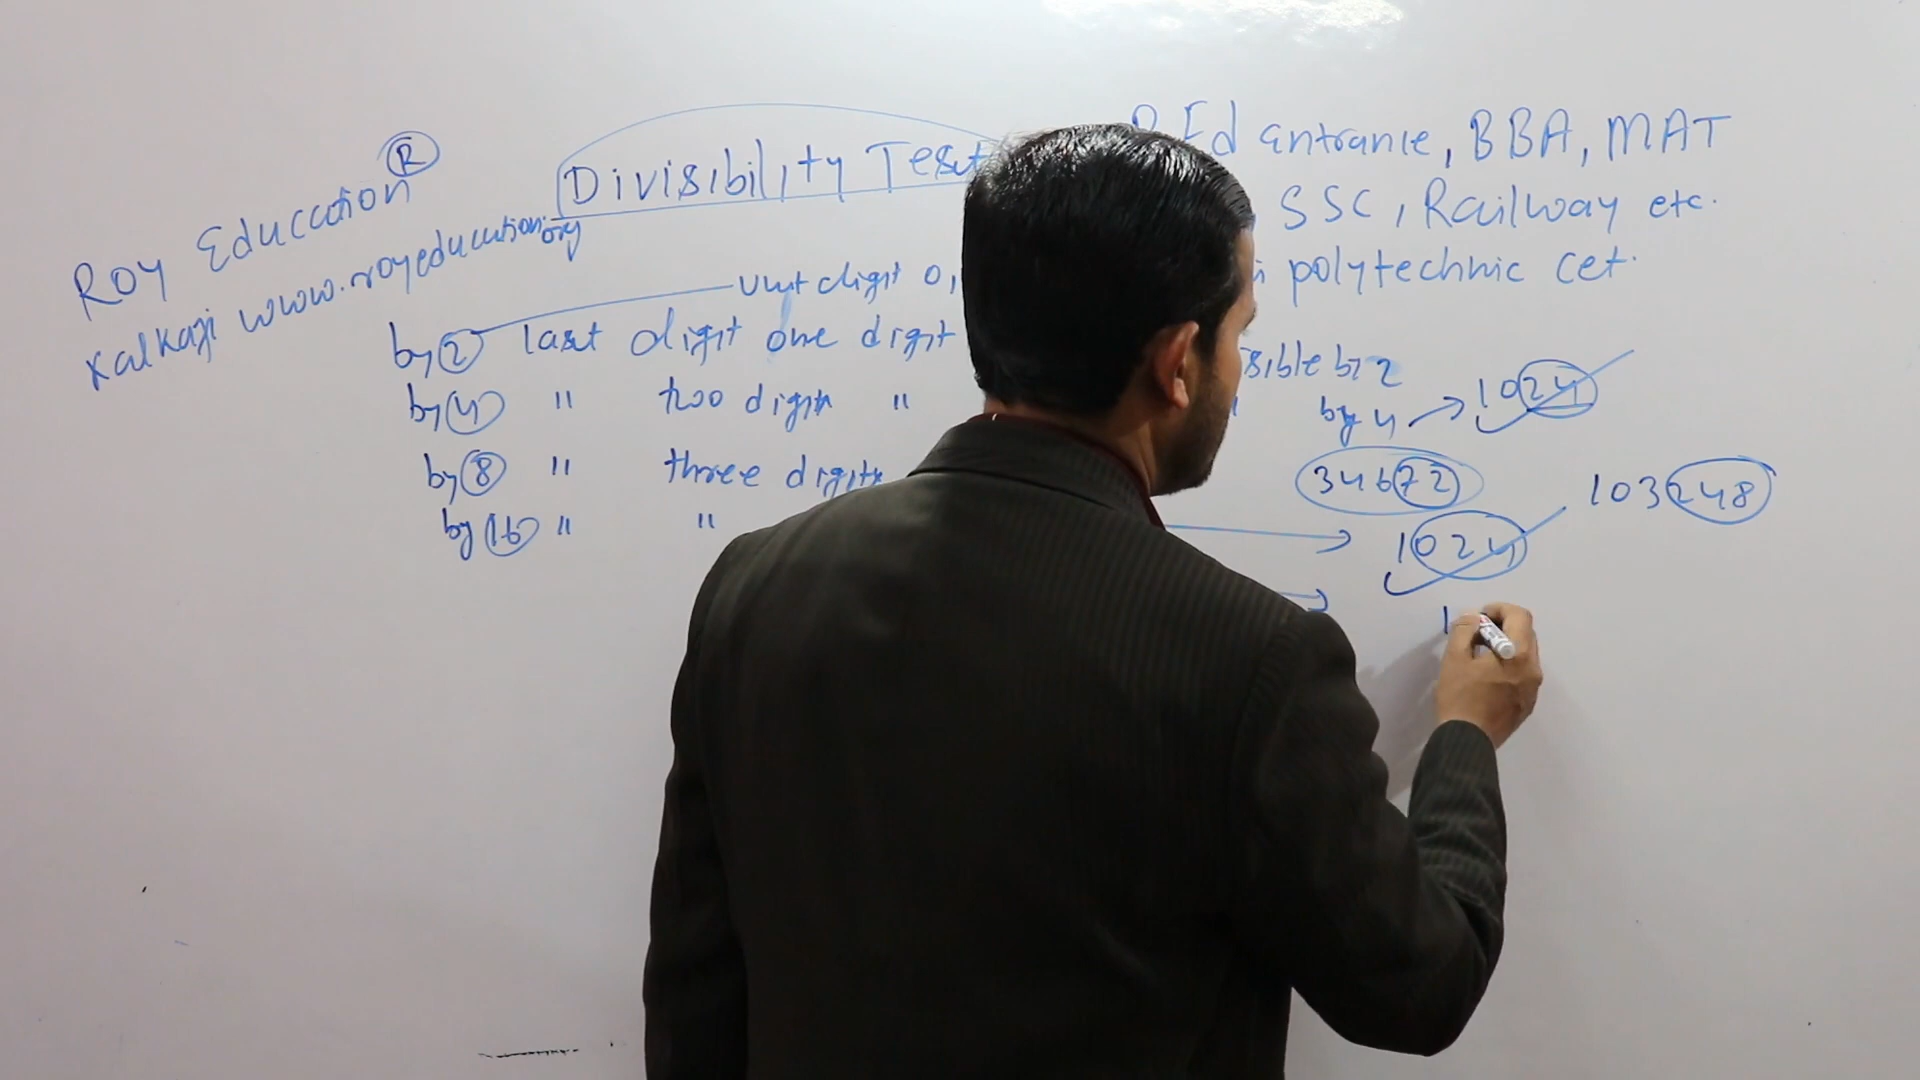 Roy Education ®
Kalkaji www.royeducation.org
Divisibility Test
B.Ed entrance, BBA, MAT
SSC, Railway etc.
polytechnic cet.
Unit digit 0,
by 2 last digit one digit
by 2
by 4 " two digit "
by 4 → 1024
by 8 " three digits
34672
103248
by 16 " "
→ 1024
→
1